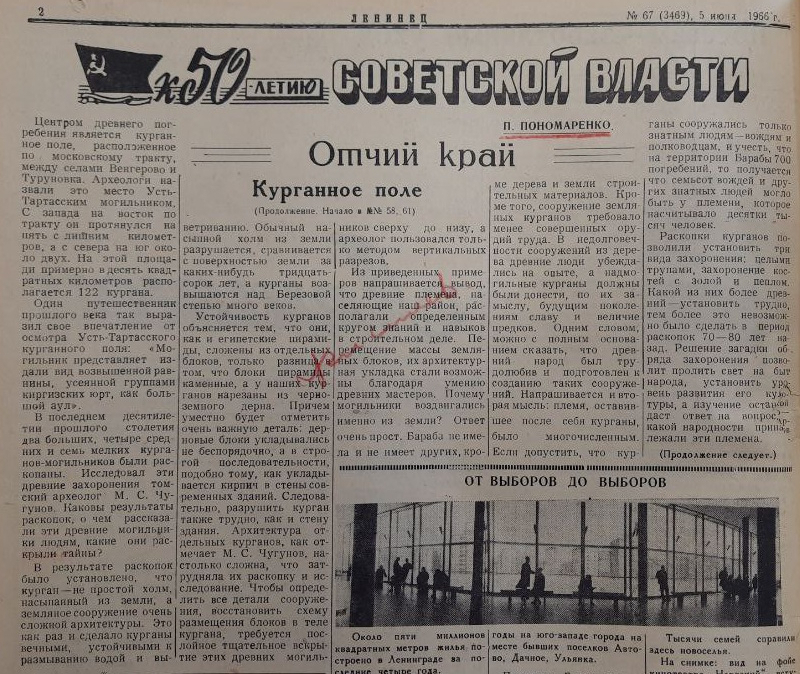 2
ЛЕНИНЕЦ
№ 67 (3469), 5 июня 1966 г.
к 50-ЛЕТИЮ СОВЕТСКОЙ ВЛАСТИ
П. ПОНОМАРЕНКО.
Отчий край
Курганное поле
(Продолжение. Начало в №№ 58, 61)
Центром древнего пог-
ребения является курган-
ное поле, расположенное
по московскому тракту,
между селами Венгерово и
Туруновка. Археологи на-
звали это место Усть-
Тартасским могильником.
С запада на восток по
тракту он протянулся на
пять с лишним километ-
ров, а с севера на юг око-
ло двух. На этой площа-
ди примерно в десять квад-
ратных километров распо-
лагается 122 кургана.
Один путешественник
прошлого века так выра-
зил свое впечатление от
осмотра Усть-Тартасского
курганного поля: «Мо-
гильник представляет из-
дали вид возвышенной рав-
нины, усеянной группами
киргизских юрт, как боль-
шой аул».
В последнем десятиле-
тии прошлого столетия
два больших, четыре сред-
них и семь мелких курга-
нов-могильников были рас-
копаны. Исследовал эти
древние захоронения том-
ский археолог М. С. Чу-
гунов. Каковы результаты
раскопок, о чем рассказа-
ли эти древние могильни-
ки людям, какие они рас-
крыли тайны?
В результате раскопок
было установлено, что
курган—не простой холм,
насыпанный из земли, а
земляное сооружение очень
сложной архитектуры. Это
как раз и сделало курганы
вечными, устойчивыми к
размыванию водой и вы-
ветриванию. Обычный на-
сыпной холм из земли
разрушается, сравнивается
с поверхностью земли за
каких-нибудь тридцать-
сорок лет, а курганы воз-
вышаются над Березовой
степью много веков.
Устойчивость курганов
объясняется тем, что они,
как и египетские пирами-
ды, сложены из отдельных
блоков, только разница в
том, что блоки пирамид
каменные, а у наших кур-
ганов нарезаны из черно-
земного дерна. Причем
уместно будет отметить
очень важную деталь: дер-
новые блоки укладывались
не беспорядочно, а в стро-
гой последовательности,
подобно тому, как уклады-
вается кирпич в стены со-
временных зданий. Следова-
тельно, разрушить курган
также трудно, как и стену
здания. Архитектура от-
дельных курганов, как от-
мечает М. С. Чугунов, на-
столько сложна, что зат-
рудняла их раскопку и ис-
следование. Чтобы опреде-
лить все детали сооруже-
ния, восстановить схему
размещения блоков в теле
кургана, требуется пос-
лойное тщательное вскры-
тие этих древних могиль-
ников сверху до низу, а
археолог пользовался толь-
ко методом вертикальных
разрезов.
Из приведенных приме-
ров напрашивается вывод,
что древние племена, на-
селяющие наш район, рас-
полагали определенным
кругом знаний и навыков
в строительном деле. Пе-
ремещение массы земля-
ных блоков, их архитектур-
ная укладка стали возмож-
ны благодаря умению
древних мастеров. Почему
могильники воздвигались
именно из земли? Ответ
очень прост. Бараба не име-
ла и не имеет других, кро-
ме дерева и земли строи-
тельных материалов. Кро-
ме того, сооружение земля-
ных курганов требовало
менее совершенных ору-
дий труда. В недолговеч-
ности сооружений из дере-
ва древние люди убежда-
лись на опыте, а надмо-
гильные курганы должны
были донести, по их за-
мыслу, будущим поколе-
ниям славу и величие
предков. Одним словом,
можно с полным основа-
нием сказать, что древ-
ний народ был тру-
долюбив и подготовлен к
созданию таких сооруже-
ний. Напрашивается и вто-
рая мысль: племя, оставив-
шее после себя курганы,
было многочисленным.
Если допустить, что кур-
ганы сооружались только
знатным людям—вождям и
полководцам, и учесть, что
на территории Барабы 700
погребений, то получается
что семьсот вождей и дру-
гих знатных людей могло
быть у племени, которое
насчитывало десятки ты-
сяч человек.
Раскопки курганов по-
зволили установить три
вида захоронения: целыми
трупами, захоронение кос-
тей с золой и пеплом.
Какой из них более древ-
ний—установить трудно,
тем более это невозмож-
но было сделать в период
раскопок 70—80 лет на-
зад. Решение загадки об-
ряда захоронения позво-
лит пролить свет на быт
народа, установить уро-
вень развития его куль-
туры, а изучение останков
даст ответ на вопрос,
какой народности принад-
лежали эти племена.
(Продолжение следует.)
ОТ ВЫБОРОВ ДО ВЫБОРОВ
Около пяти миллионов
квадратных метров жилья по-
строено в Ленинграде за по-
следние четыре года.
годы на юго-западе города на
месте бывших поселков Авто-
во, Дачное, Ульянка.
Тысячи семей справили
здесь новоселья.
На снимке: вид на фойе